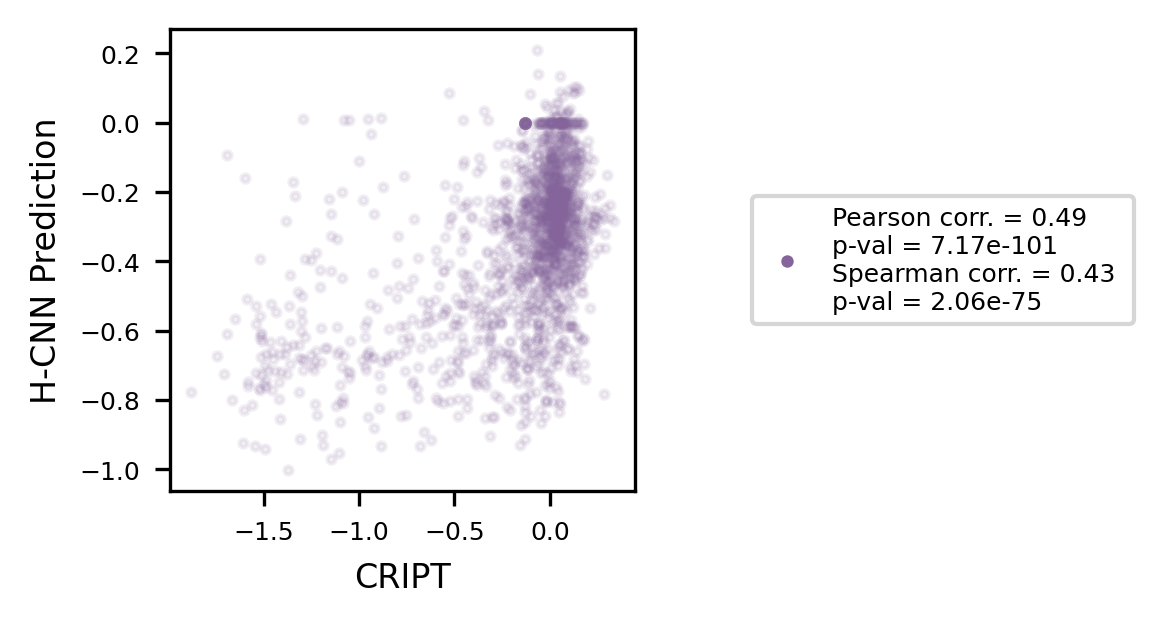 H-CNN Prediction
0.2
0.0
−0.2
−0.4
−0.6
−0.8
−1.0
−1.5
−1.0
−0.5
0.0
CRIPT
Pearson corr. = 0.49
p-val = 7.17e-101
Spearman corr. = 0.43
p-val = 2.06e-75